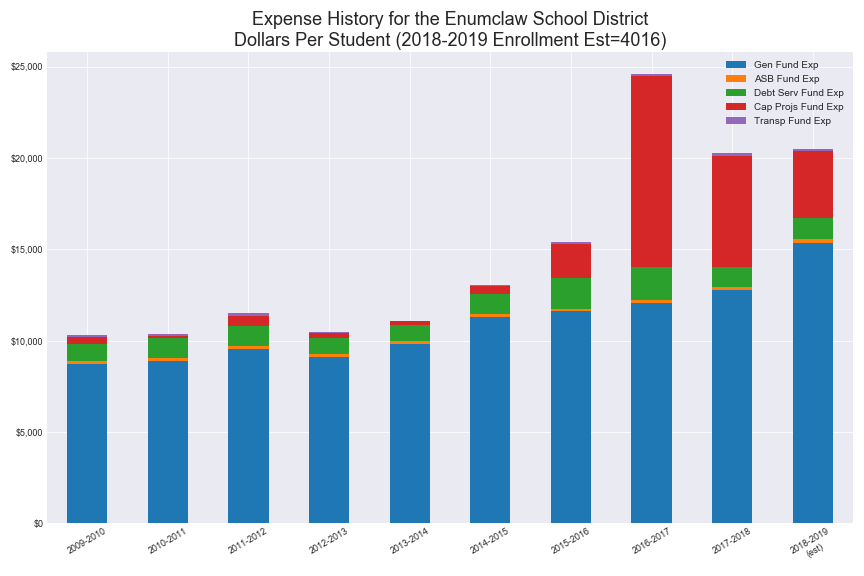 Expense History for the Enumclaw School District
Dollars Per Student (2018-2019 Enrollment Est=4016)
Gen Fund Exp
ASB Fund Exp
Debt Serv Fund Exp
Cap Projs Fund Exp
Transp Fund Exp
$25,000
$20,000
$15,000
$10,000
$5,000
$0
2009-2010
2010-2011
2011-2012
2012-2013
2013-2014
2014-2015
2015-2016
2016-2017
2017-2018
2018-2019
(est)